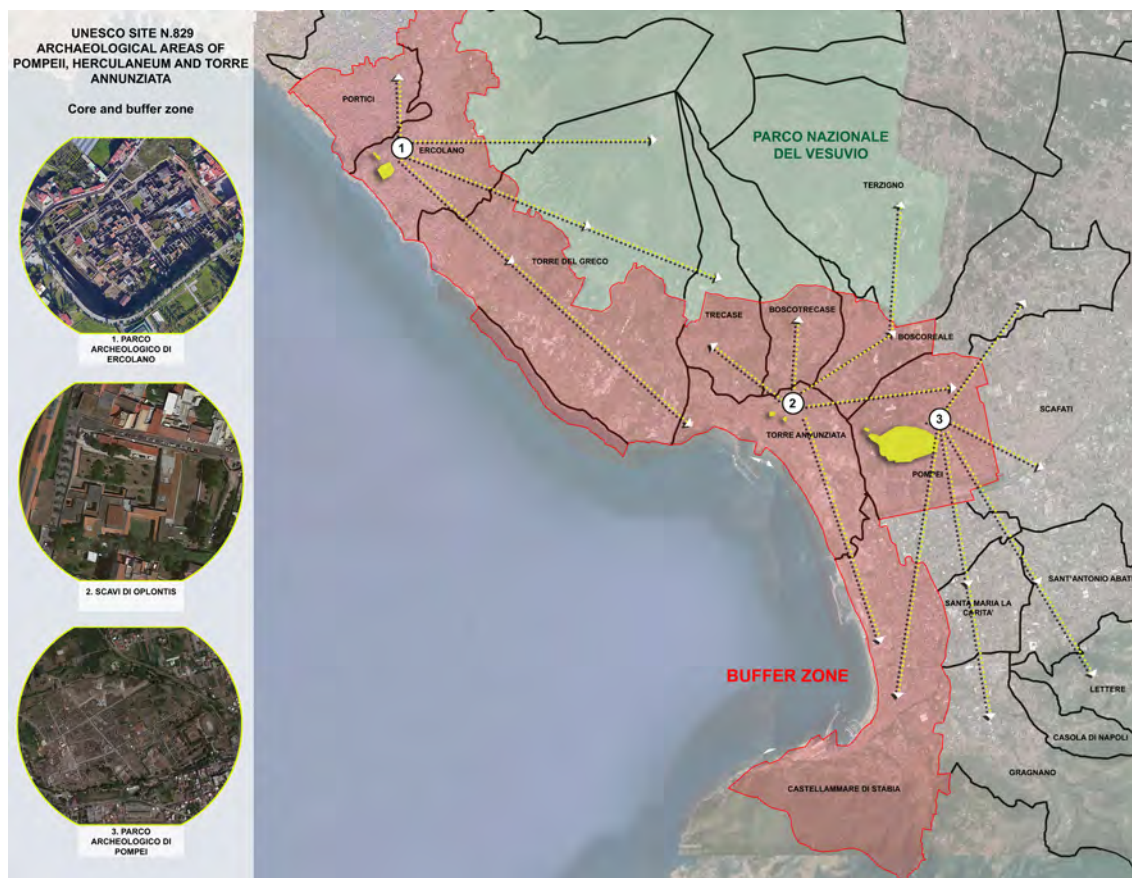 UNESCO SITE N.829
ARCHAEOLOGICAL AREAS OF
POMPEII, HERCULANEUM AND TORRE
ANNUNZIATA
Core and buffer zone
1. PARCO
ARCHEOLOGICO DI
ERCOLANO
2. SCAVI DI OPLONTIS
3. PARCO
ARCHEOLOGICO DI
POMPEI
PORTICI
1
ERCOLANO
PARCO NAZIONALE
DEL VESUVIO
TERZIGNO
TORRE DEL GRECO
TRECASE
BOSCOTRECASE
BOSCOREALE
2
3
SCAFATI
TORRE ANNUNZIATA
POMPEI
SANT'ANTONIO ABATE
SANTA MARIA LA
CARITA'
BUFFER ZONE
LETTERE
CASOLA DI NAPOLI
GRAGNANO
CASTELLAMMARE DI STABIA